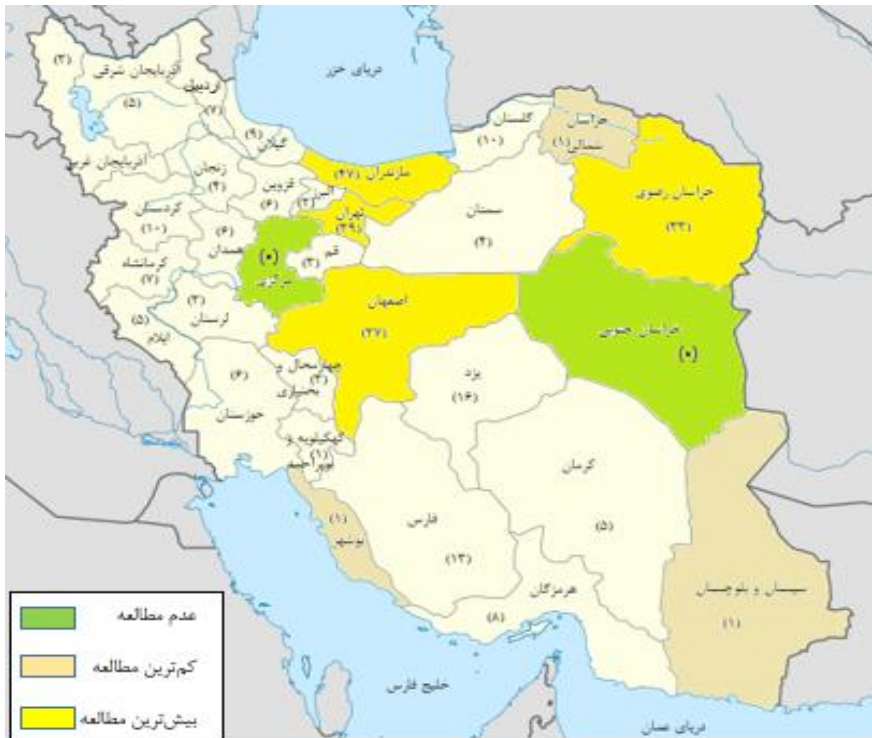 دریای خزر
(۳)
آذربایجان شرقی
(۵)
اردبیل
(۷)
(۹)
گیلان
آذربایجان غربی
زنجان
(۴)
قزوین
(۶)
البرز
(۲)
مازندران
(۴۷)
تهران
(۳۹)
گلستان
(۱۰)
خراسان
شمالی
(۱)
خراسان رضوی
(۳۳)
سمنان
(۴)
کردستان
(۱۰)
(۶)
همدان
(۰)
مرکزی
قم
(۳)
کرمانشاه
(۷)
(۵)
ایلام
لرستان
اصفهان
(۲۷)
خراسان جنوبی
(۰)
یزد
(۱۶)
چهارمحال و
بختیاری
(۶)
خوزستان
کهکیلویه و
(۱)
بویراحمد
فارس
(۱۳)
کرمان
(۵)
(۱)
بوشهر
هرمزگان
(۸)
سیستان و بلوچستان
(۱)
خلیج فارس
دریای عمان
عدم مطالعه
کم‌ترین مطالعه
بیش‌ترین مطالعه